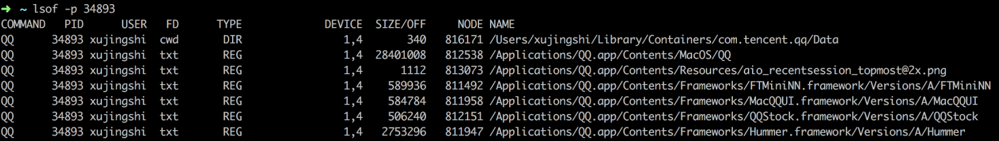 ➜ ~ lsof -p 34893
COMMAND PID USER FD TYPE DEVICE SIZE/OFF NODE NAME
QQ 34893 xujingshi cwd DIR 1,4 340 816171 /Users/xujingshi/Library/Containers/com.tencent.qq/Data
QQ 34893 xujingshi txt REG 1,4 28401008 812538 /Applications/QQ.app/Contents/MacOS/QQ
QQ 34893 xujingshi txt REG 1,4 1112 813073 /Applications/QQ.app/Contents/Resources/aio_recentsession_topmost@2x.png
QQ 34893 xujingshi txt REG 1,4 589936 811492 /Applications/QQ.app/Contents/Frameworks/FTMiniNN.framework/Versions/A/FTMiniNN
QQ 34893 xujingshi txt REG 1,4 584784 811958 /Applications/QQ.app/Contents/Frameworks/MacQQUI.framework/Versions/A/MacQQUI
QQ 34893 xujingshi txt REG 1,4 506240 812151 /Applications/QQ.app/Contents/Frameworks/QQStock.framework/Versions/A/QQStock
QQ 34893 xujingshi txt REG 1,4 2753296 811947 /Applications/QQ.app/Contents/Frameworks/Hummer.framework/Versions/A/Hummer